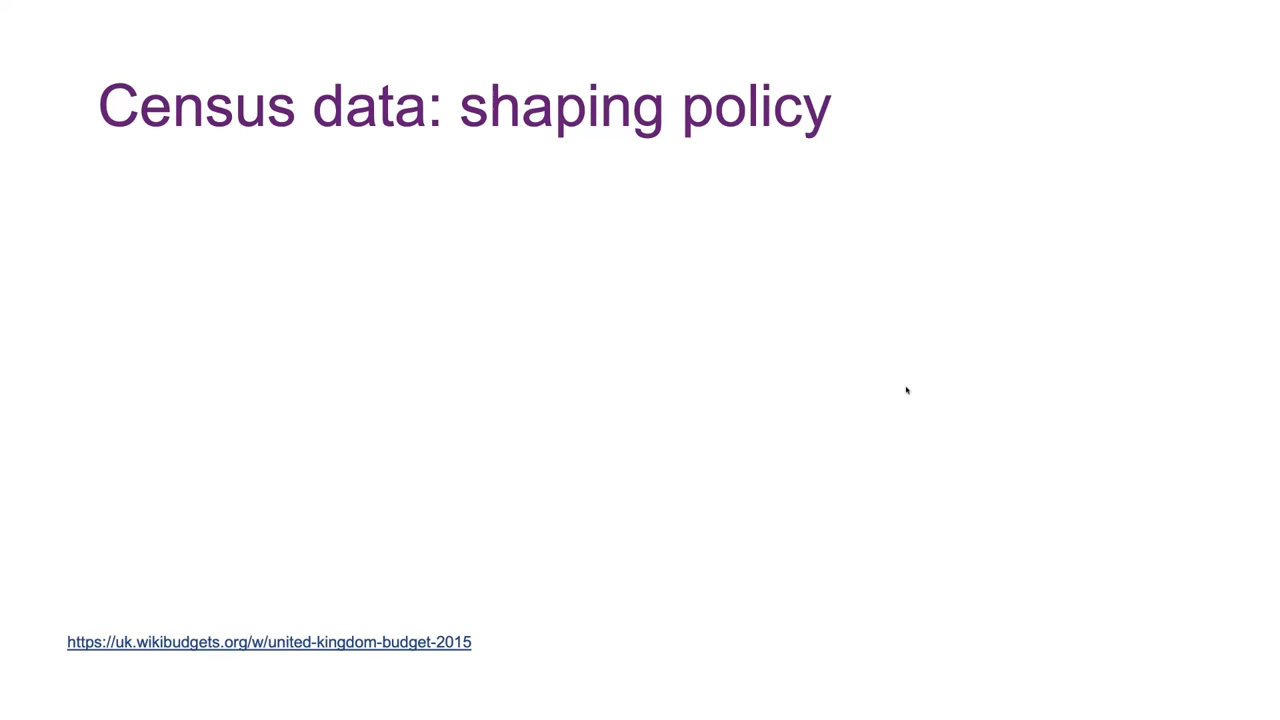 Census data: shaping policy
https://uk.wikibudgets.org/w/united-kingdom-budget-2015